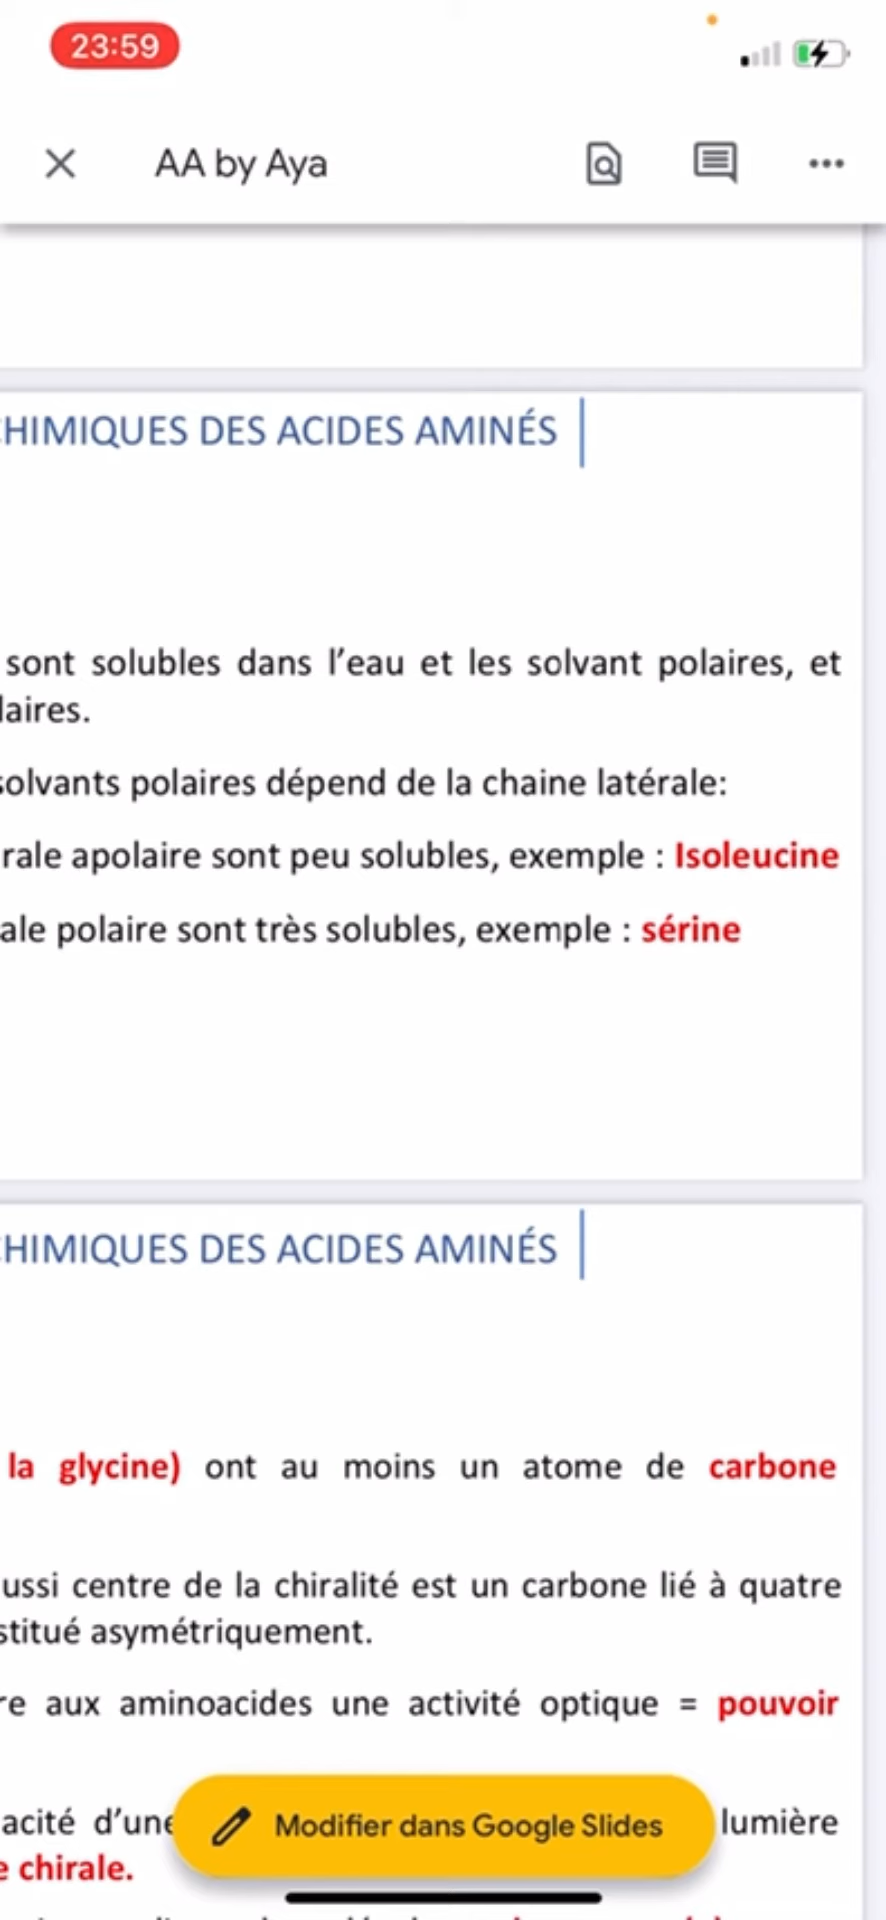 23:59
AA by Aya
CHIMIQUES DES ACIDES AMINÉS
sont solubles dans l'eau et les solvant polaires, et
laires.
solvants polaires dépend de la chaine latérale:
rale apolaire sont peu solubles, exemple : Isoleucine
ale polaire sont très solubles, exemple : sérine
CHIMIQUES DES ACIDES AMINÉS
la glycine) ont au moins un atome de carbone
ussi centre de la chiralité est un carbone lié à quatre
stitué asymétriquement.
re aux aminoacides une activité optique = pouvoir
acité d'une lumière
Modifier dans Google Slides
e chirale.